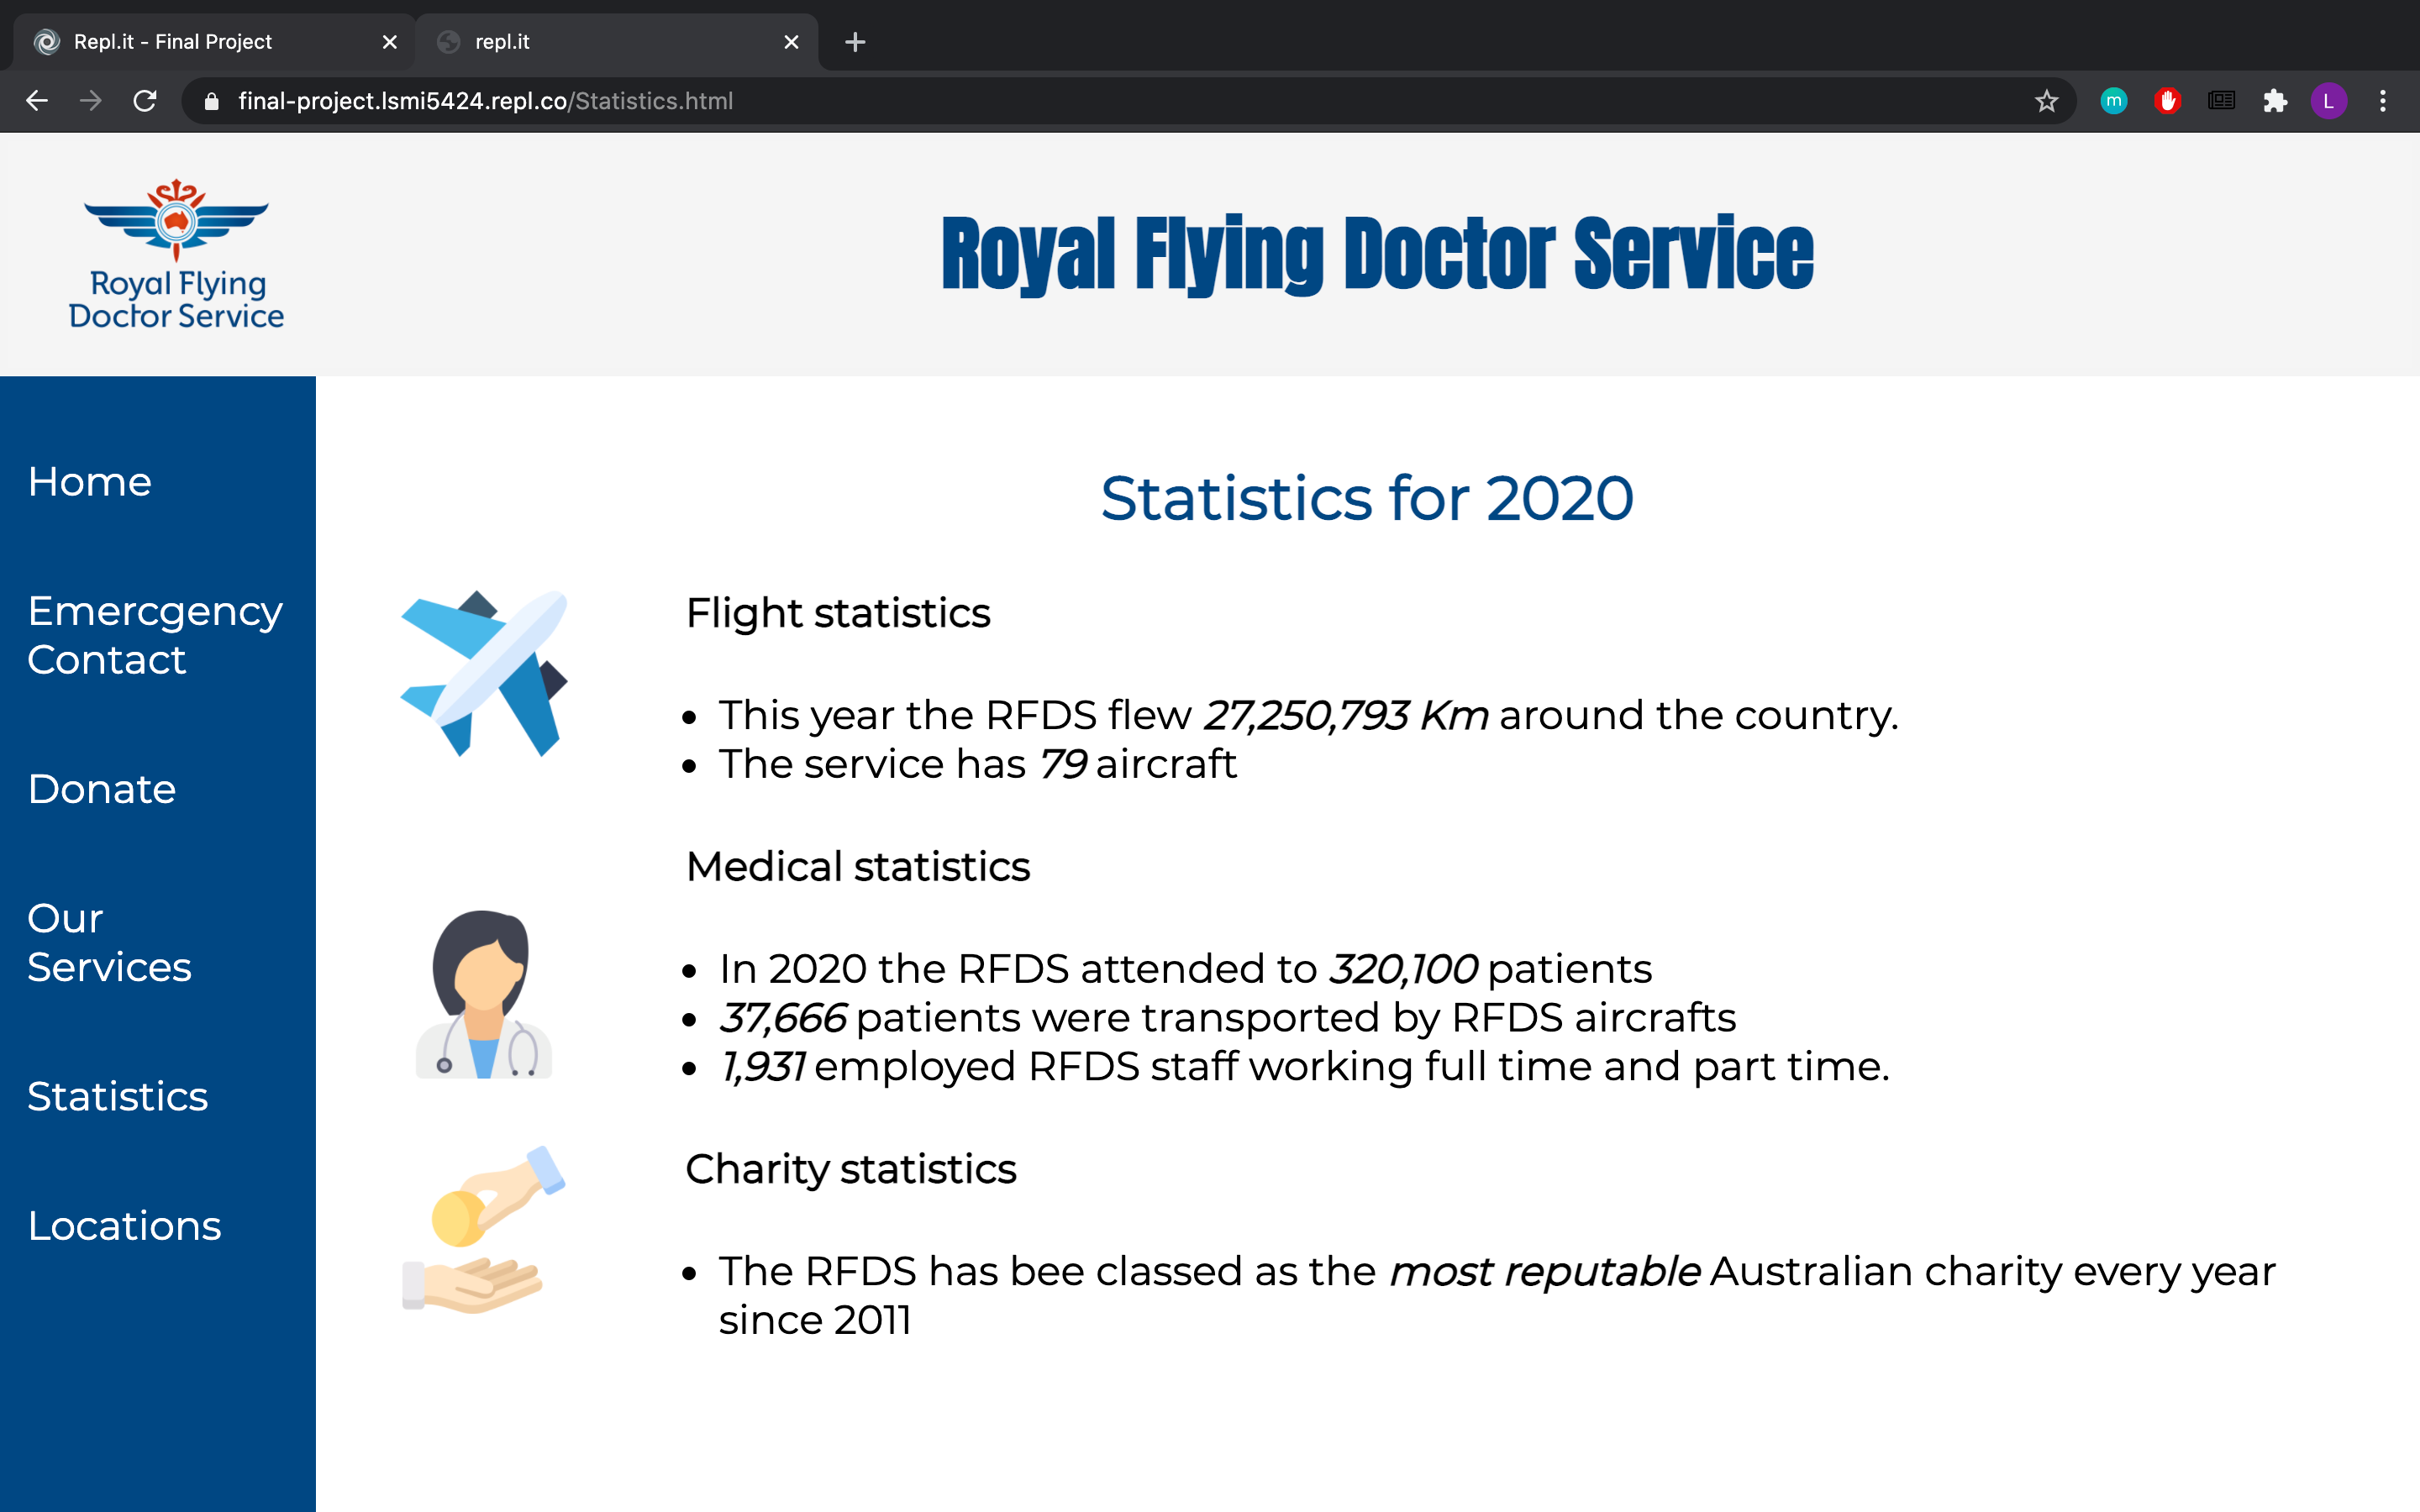 Repl.it - Final Project
repl.it
final-project.lsmi5424.repl.co/Statistics.html
m
L
Royal Flying
Doctor Service
Royal Flying Doctor Service
Home
Emercgency
Contact
Donate
Our
Services
Statistics
Locations
Statistics for 2020
Flight statistics
This year the RFDS flew 27,250,793 Km around the country.
The service has 79 aircraft
Medical statistics
In 2020 the RFDS attended to 320,100 patients
37,666 patients were transported by RFDS aircrafts
1,931 employed RFDS staff working full time and part time.
Charity statistics
The RFDS has bee classed as the most reputable Australian charity every year
since 2011